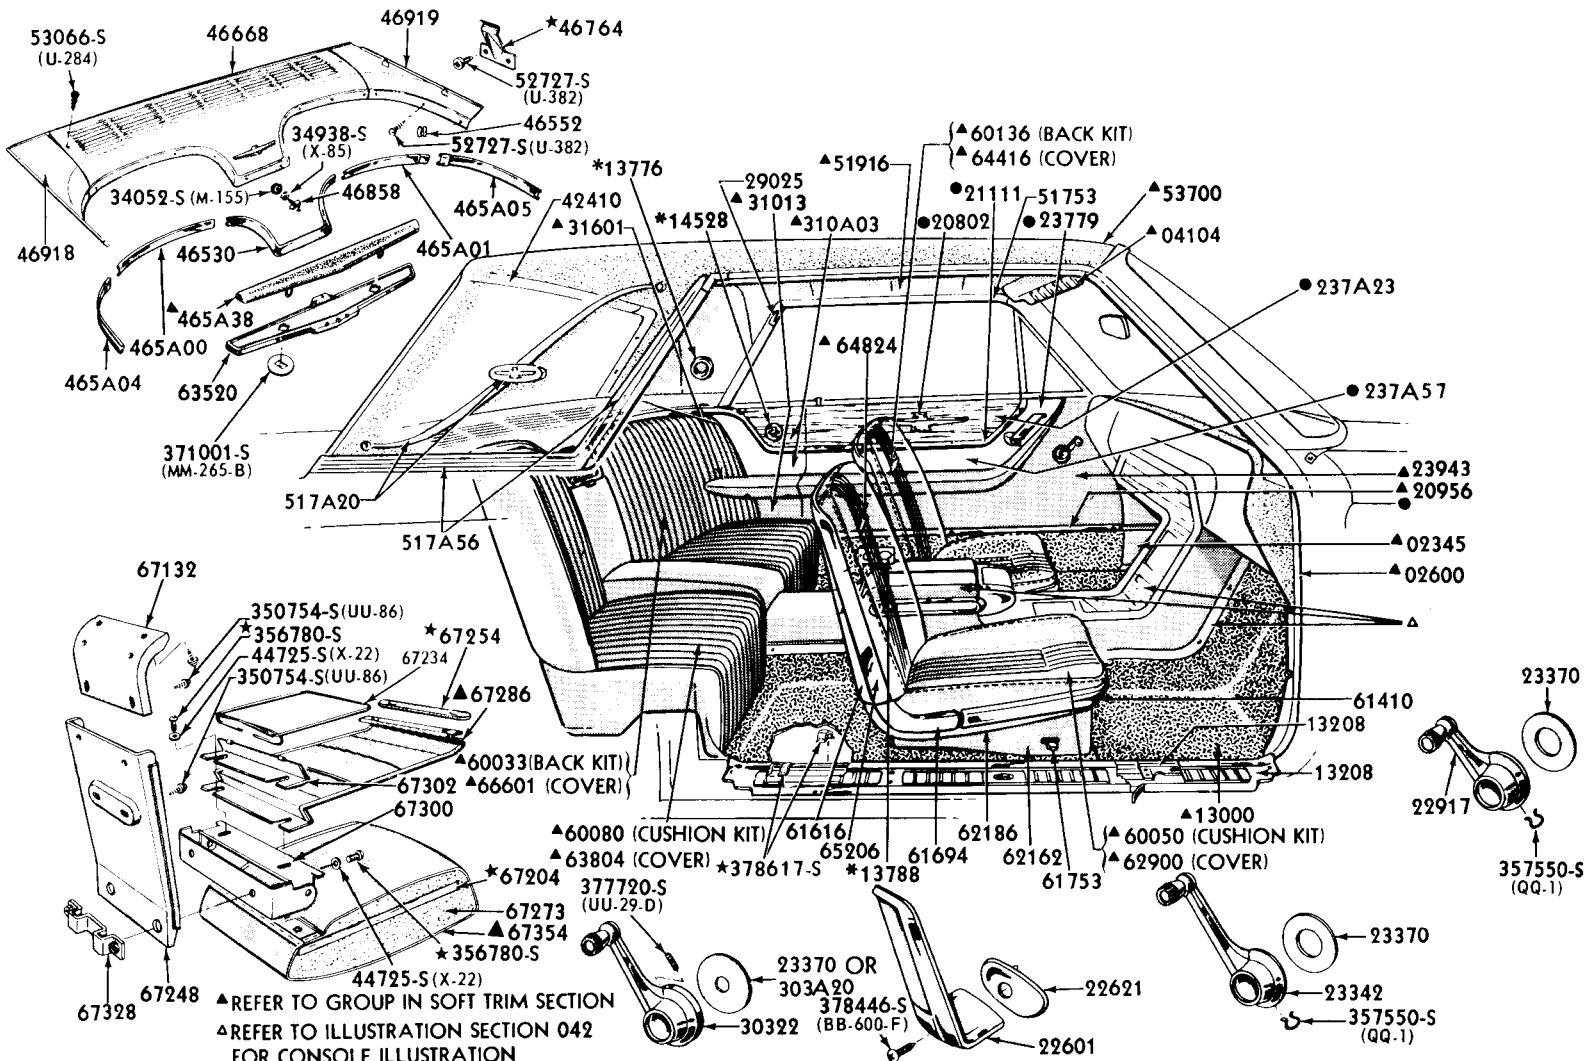 46919
★46764
53066-S
(U-284)
46668
52727-S
(U-382)
34938-S
(X-85)
46552
52727-S(U-382)
34052-S (M-155)
46858
465A05
46918
46530
465A01
▲465A38
465A00
465A04
63520
371001-S
(MM-265-B)
*13776
42410
▲31601
*14528
29025
▲31013
▲310A03
▲51916
▲60136 (BACK KIT)
▲64416 (COVER)
●21111
51753
●20802
●23779
▲53700
▲04104
●237A23
▲64824
●237A57
▲23943
▲20956
●
▲02345
▲02600
△
517A20
517A56
67132
350754-S(UU-86)
★356780-S
44725-S(X-22)
350754-S(UU-86)
★67254
67234
▲67286
▲60033(BACK KIT)
▲66601 (COVER)
67302
67300
61410
13208
13208
▲13000
▲60080 (CUSHION KIT)
▲63804 (COVER)
★378617-S
61616
65206
*13788
61694
62186
62162
61753
▲60050 (CUSHION KIT)
▲62900 (COVER)
23370
22917
357550-S
(QQ-1)
★67204
67273
▲67354
★356780-S
44725-S(X-22)
67328
67248
377720-S
(UU-29-D)
23370 OR
303A20
30322
378446-S
(BB-600-F)
22621
22601
23370
23342
357550-S
(QQ-1)
▲REFER TO GROUP IN SOFT TRIM SECTION
△REFER TO ILLUSTRATION SECTION 042
FOR CONSOLE ILLUSTRATION